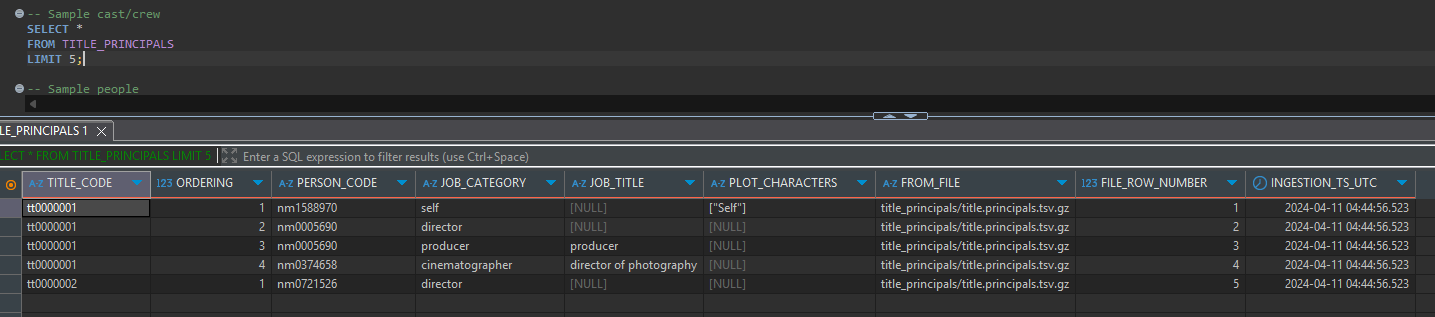 -- Sample cast/crew
SELECT *
FROM TITLE_PRINCIPALS
LIMIT 5;
-- Sample people
LE_PRINCIPALS 1
LECT * FROM TITLE_PRINCIPALS LIMIT 5 Enter a SQL expression to filter results (use Ctrl+Space)
A-Z TITLE_CODE 123 ORDERING A-Z PERSON_CODE A-Z JOB_CATEGORY A-Z JOB_TITLE A-Z PLOT_CHARACTERS A-Z FROM_FILE 123 FILE_ROW_NUMBER INGESTION_TS_UTC
tt0000001 1 nm1588970 self [NULL] ["Self"] title_principals/title.principals.tsv.gz 1 2024-04-11 04:44:56.523
tt0000001 2 nm0005690 director [NULL] [NULL] title_principals/title.principals.tsv.gz 2 2024-04-11 04:44:56.523
tt0000001 3 nm0005690 producer producer [NULL] title_principals/title.principals.tsv.gz 3 2024-04-11 04:44:56.523
tt0000001 4 nm0374658 cinematographer director of photography [NULL] title_principals/title.principals.tsv.gz 4 2024-04-11 04:44:56.523
tt0000002 1 nm0721526 director [NULL] [NULL] title_principals/title.principals.tsv.gz 5 2024-04-11 04:44:56.523